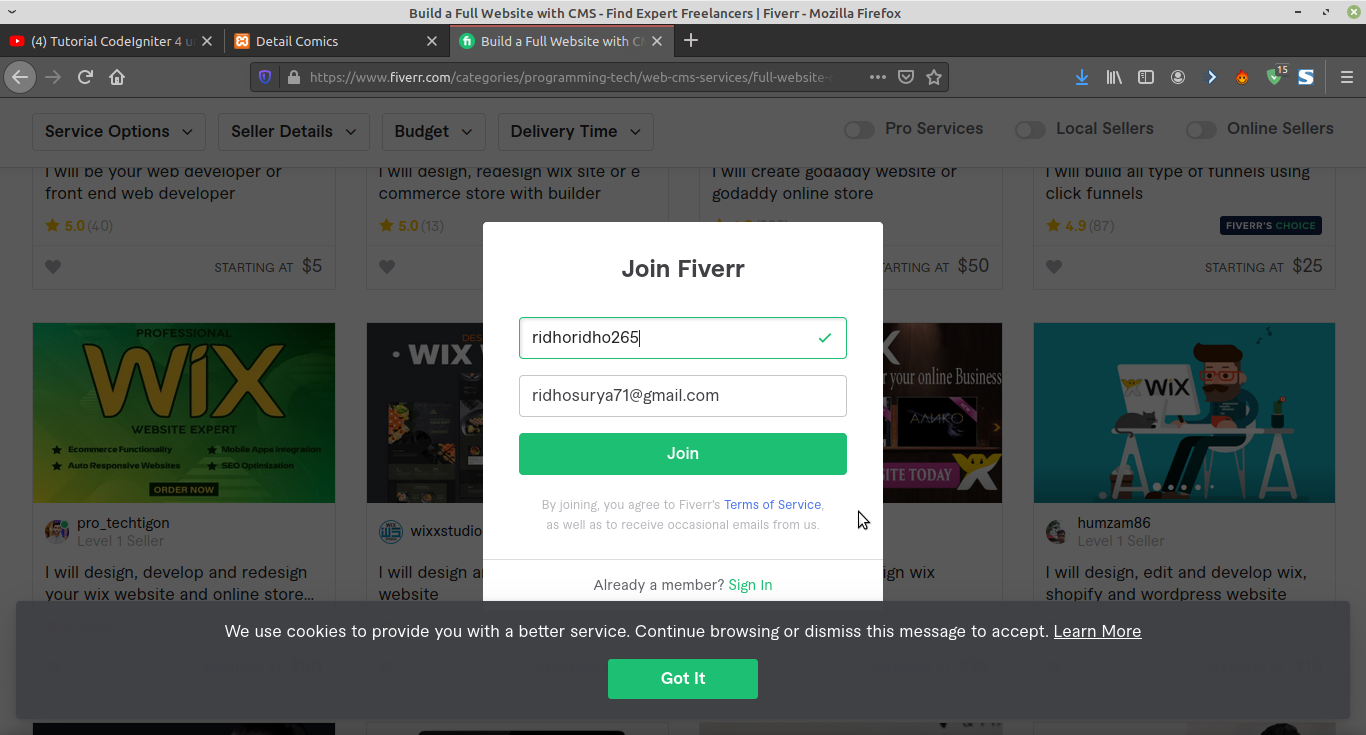 Build a Full Website with CMS - Find Expert Freelancers | Fiverr - Mozilla Firefox
(4) Tutorial CodeIgniter 4 u
Detail Comics
Build a Full Website with C
https://www.fiverr.com/categories/programming-tech/web-cms-services/full-website-
15
Service Options
Seller Details
Budget
Delivery Time
Pro Services
Local Sellers
Online Sellers
I will be your web developer or
front end web developer
5.0 (40)
STARTING AT $5
I will design, redesign wix site or e
commerce store with builder
5.0 (13)
I will create godaddy website or
godaddy online store
STARTING AT $50
I will build all type of funnels using
click funnels
4.9 (87)
FIVERR'S CHOICE
STARTING AT $25
Join Fiverr
ridhoridho265
ridhosurya71@gmail.com
Join
By joining, you agree to Fiverr's Terms of Service,
as well as to receive occasional emails from us.
Already a member? Sign In
PROFESSIONAL
WiX
WEBSITE EXPERT
Ecommerce Functionality
Mobile Apps Integration
Auto Responsive Websites
SEO Optimization
ORDER NOW
pro_techtigon
Level 1 Seller
I will design, develop and redesign
your wix website and online store...
WIX
wixxstudio
I will design a
website
your online Business
АЛИКО
SITE TODAY
ign wix
WiX
humzam86
Level 1 Seller
I will design, edit and develop wix,
shopify and wordpress website
We use cookies to provide you with a better service. Continue browsing or dismiss this message to accept. Learn More
Got It